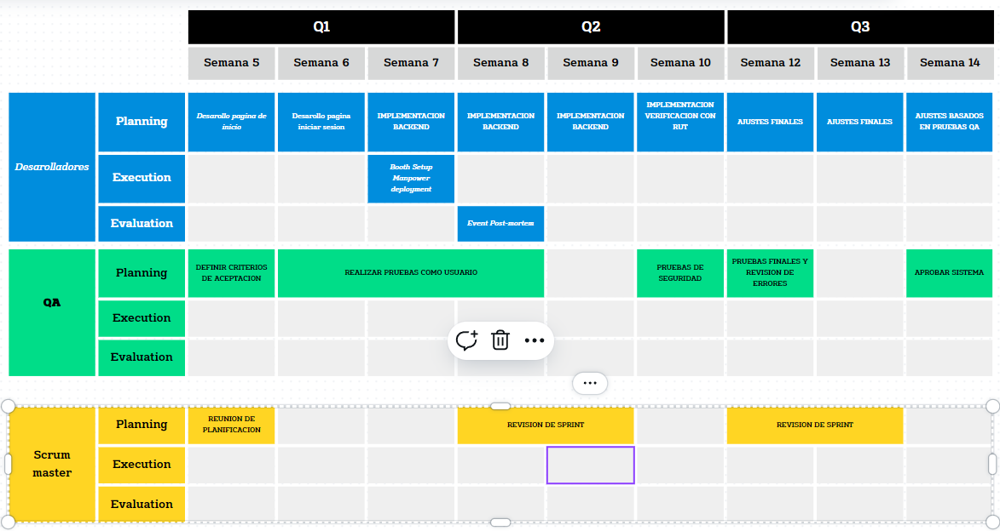 Q1 Q2 Q3
Semana 5 Semana 6 Semana 7 Semana 8 Semana 9 Semana 10 Semana 12 Semana 13 Semana 14
Desarolladores
Planning
Desarollo pagina de
inicio
Desarollo pagina
iniciar sesion
IMPLEMENTACION
BACKEND
IMPLEMENTACION
BACKEND
IMPLEMENTACION
BACKEND
IMPLEMENTACION
VERIFICACION CON
RUT
AJUSTES FINALES
AJUSTES FINALES
AJUSTES BASADOS
EN PRUEBAS QA
Execution
Booth Setup
Manpower
deployment
Evaluation
Event Post-mortem
QA
Planning
DEFINIR CRITERIOS
DE ACEPTACION
REALIZAR PRUEBAS COMO USUARIO
PRUEBAS DE
SEGURIDAD
PRUEBAS FINALES Y
REVISION DE
ERRORES
APROBAR SISTEMA
Execution
Evaluation
Scrum
master
Planning
REUNION DE
PLANIFICACION
REVISION DE SPRINT
REVISION DE SPRINT
Execution
Evaluation